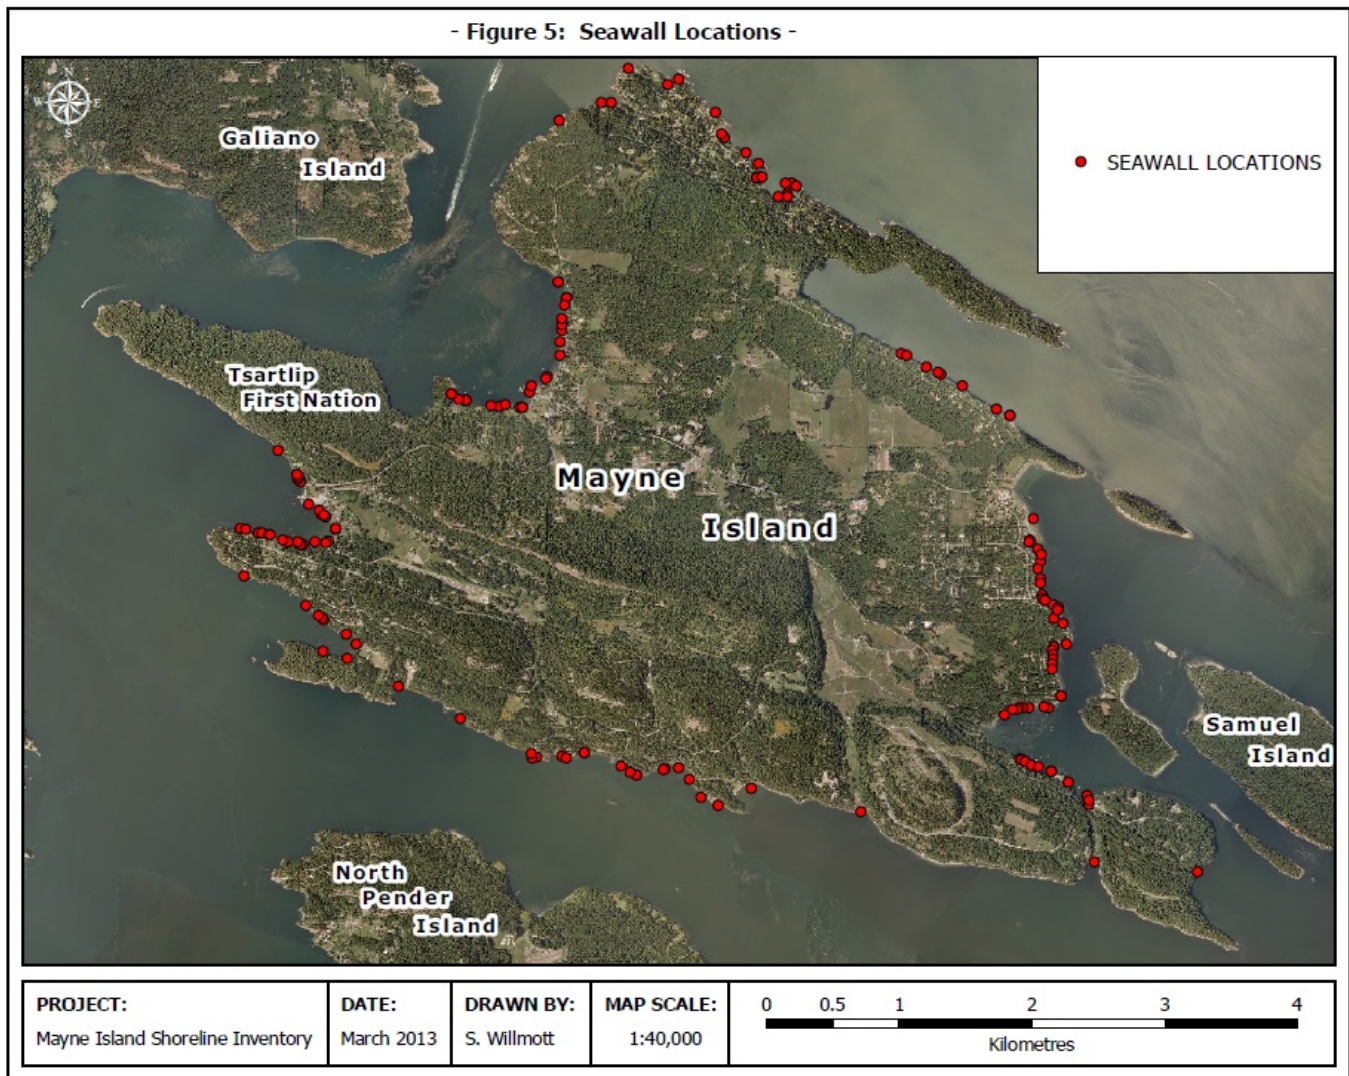 - Figure 5: Seawall Locations -
N
W E
S
Galiano
Island
SEAWALL LOCATIONS
Tsartlip
First Nation
Mayne
Island
Samuel
Island
North
Pender
Island
PROJECT:
Mayne Island Shoreline Inventory
DATE:
March 2013
DRAWN BY:
S. Willmott
MAP SCALE:
1:40,000
0 0.5 1 2 3 4
Kilometres